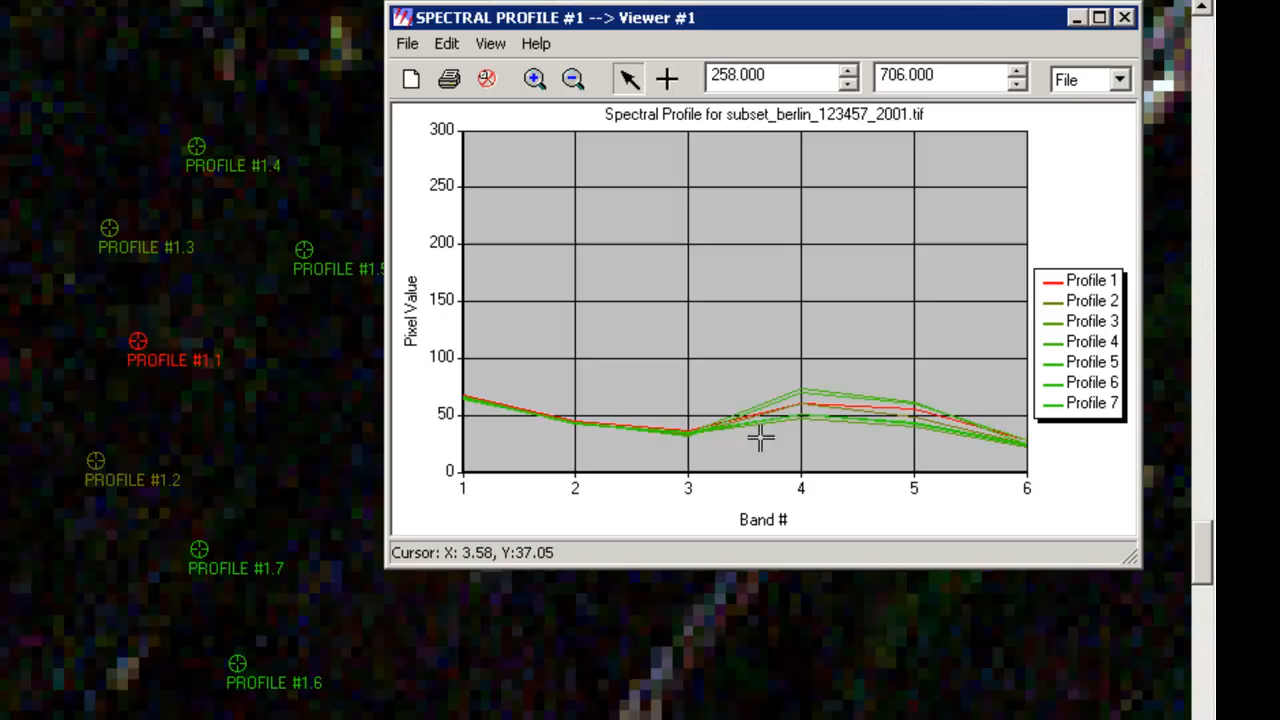 SPECTRAL PROFILE #1 --> Viewer #1
File Edit View Help
258.000 706.000 File
Spectral Profile for subset_berlin_123457_2001.tif
300
250
200
150
100
50
0
Pixel Value
1 2 3 4 5 6
Band #
Profile 1
Profile 2
Profile 3
Profile 4
Profile 5
Profile 6
Profile 7
Cursor: X: 3.58, Y:37.05
PROFILE #1.4
PROFILE #1.3
PROFILE #1.5
PROFILE #1.1
PROFILE #1.2
PROFILE #1.7
PROFILE #1.6